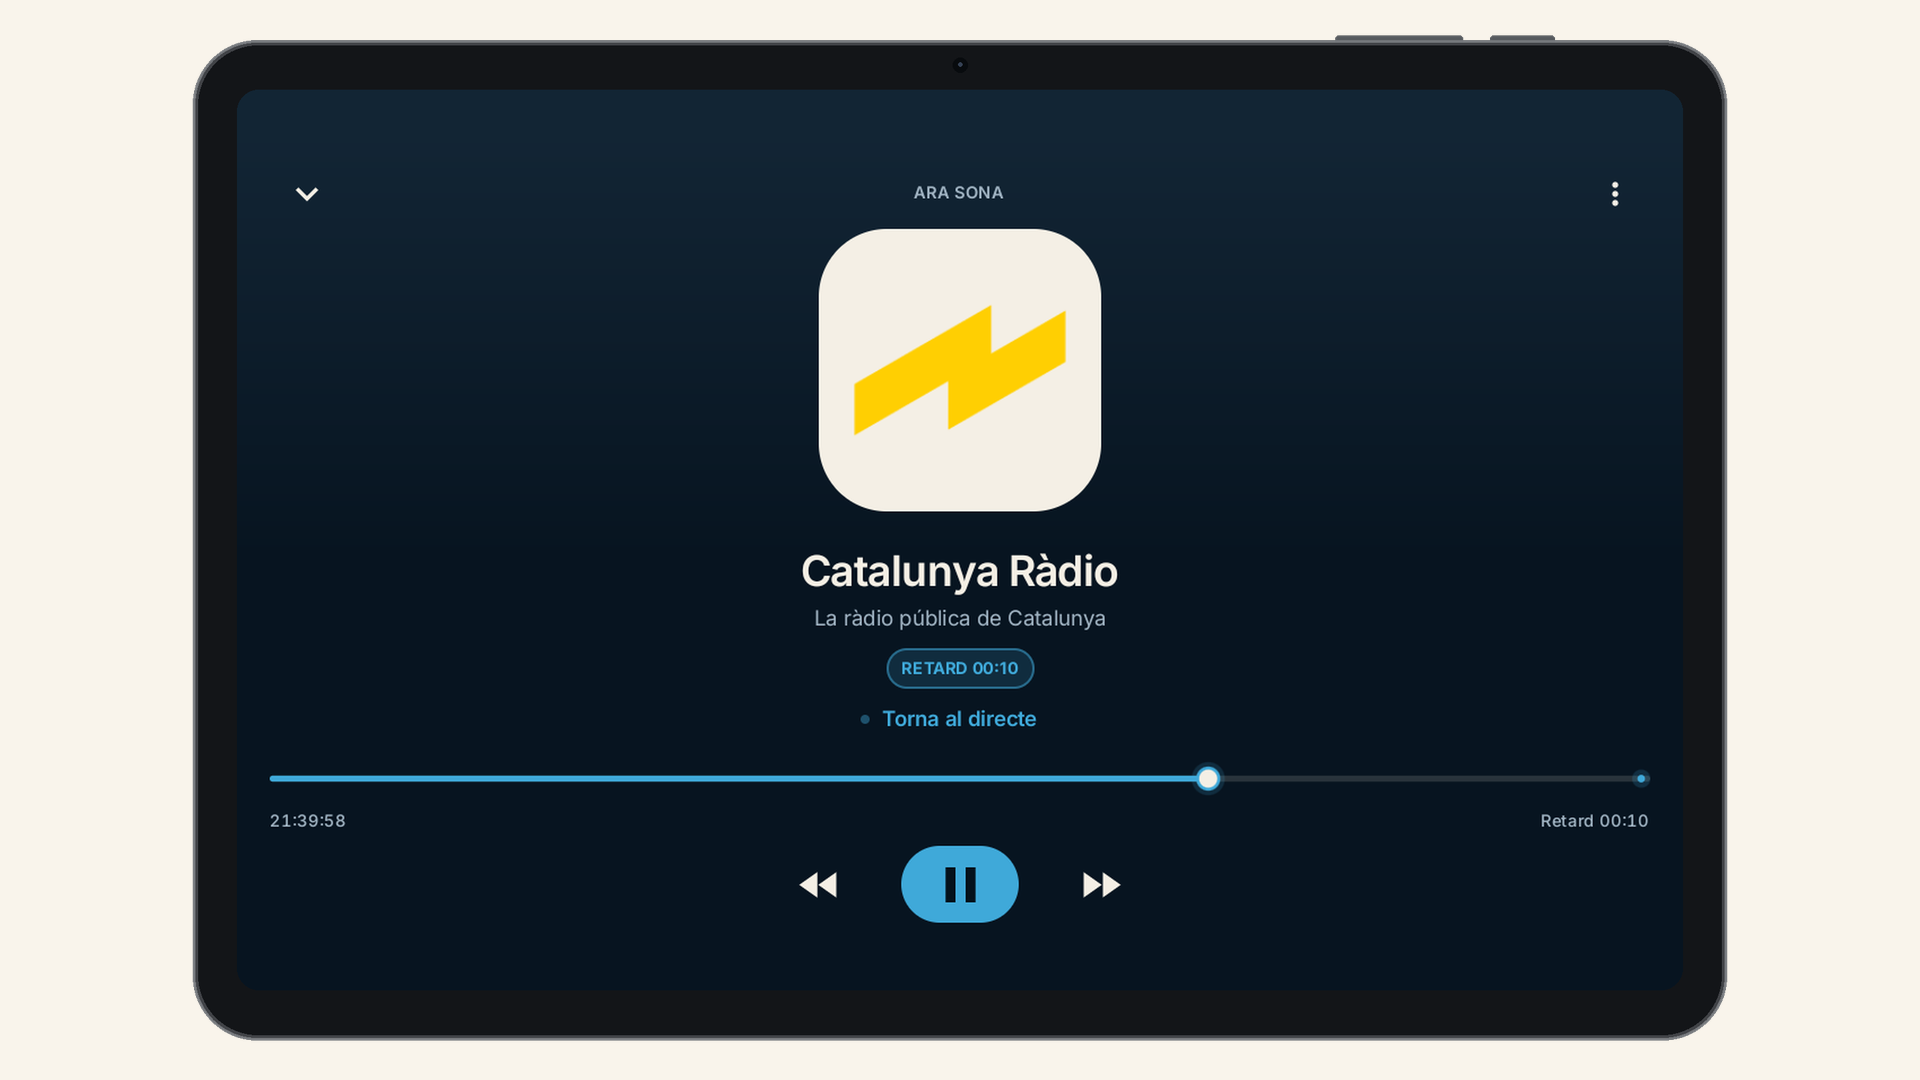 ARA SONA
Catalunya Ràdio
La ràdio pública de Catalunya
RETARD 00:10
Torna al directe
21:39:58
Retard 00:10